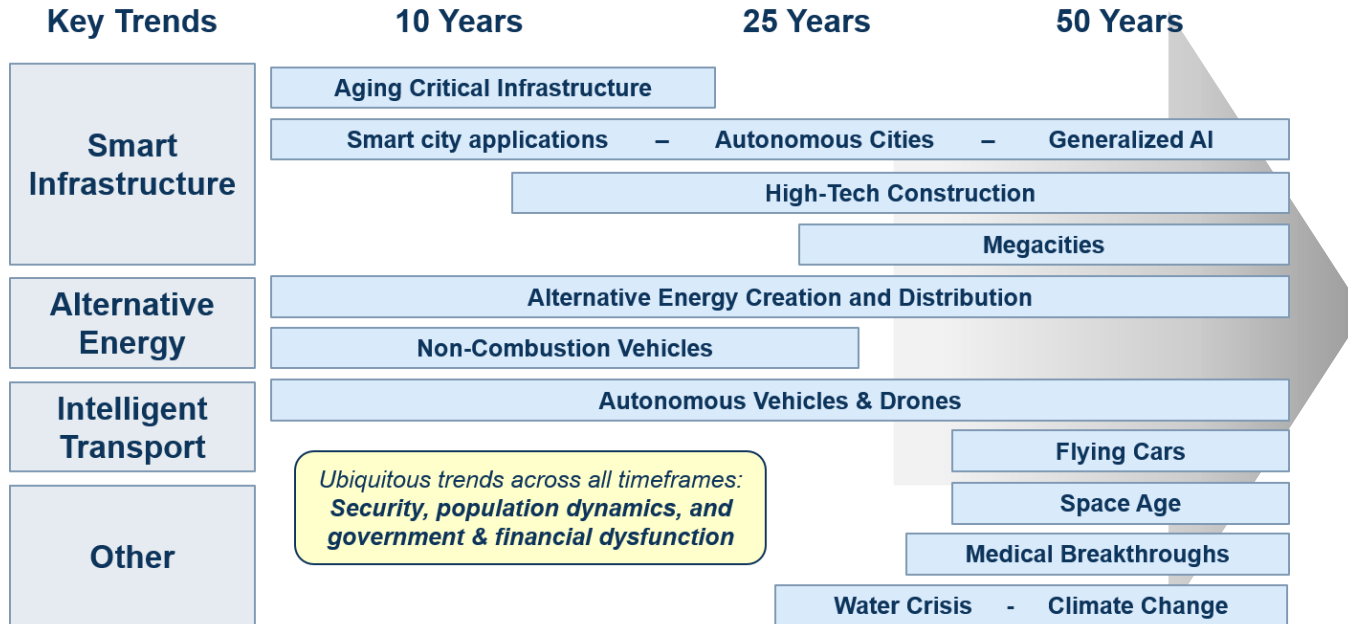 Key Trends
10 Years
25 Years
50 Years
Smart
Infrastructure
Aging Critical Infrastructure
Smart city applications – Autonomous Cities – Generalized AI
High-Tech Construction
Megacities
Alternative
Energy
Alternative Energy Creation and Distribution
Non-Combustion Vehicles
Intelligent
Transport
Autonomous Vehicles & Drones
Flying Cars
Ubiquitous trends across all timeframes:
Security, population dynamics, and
government & financial dysfunction
Other
Space Age
Medical Breakthroughs
Water Crisis - Climate Change